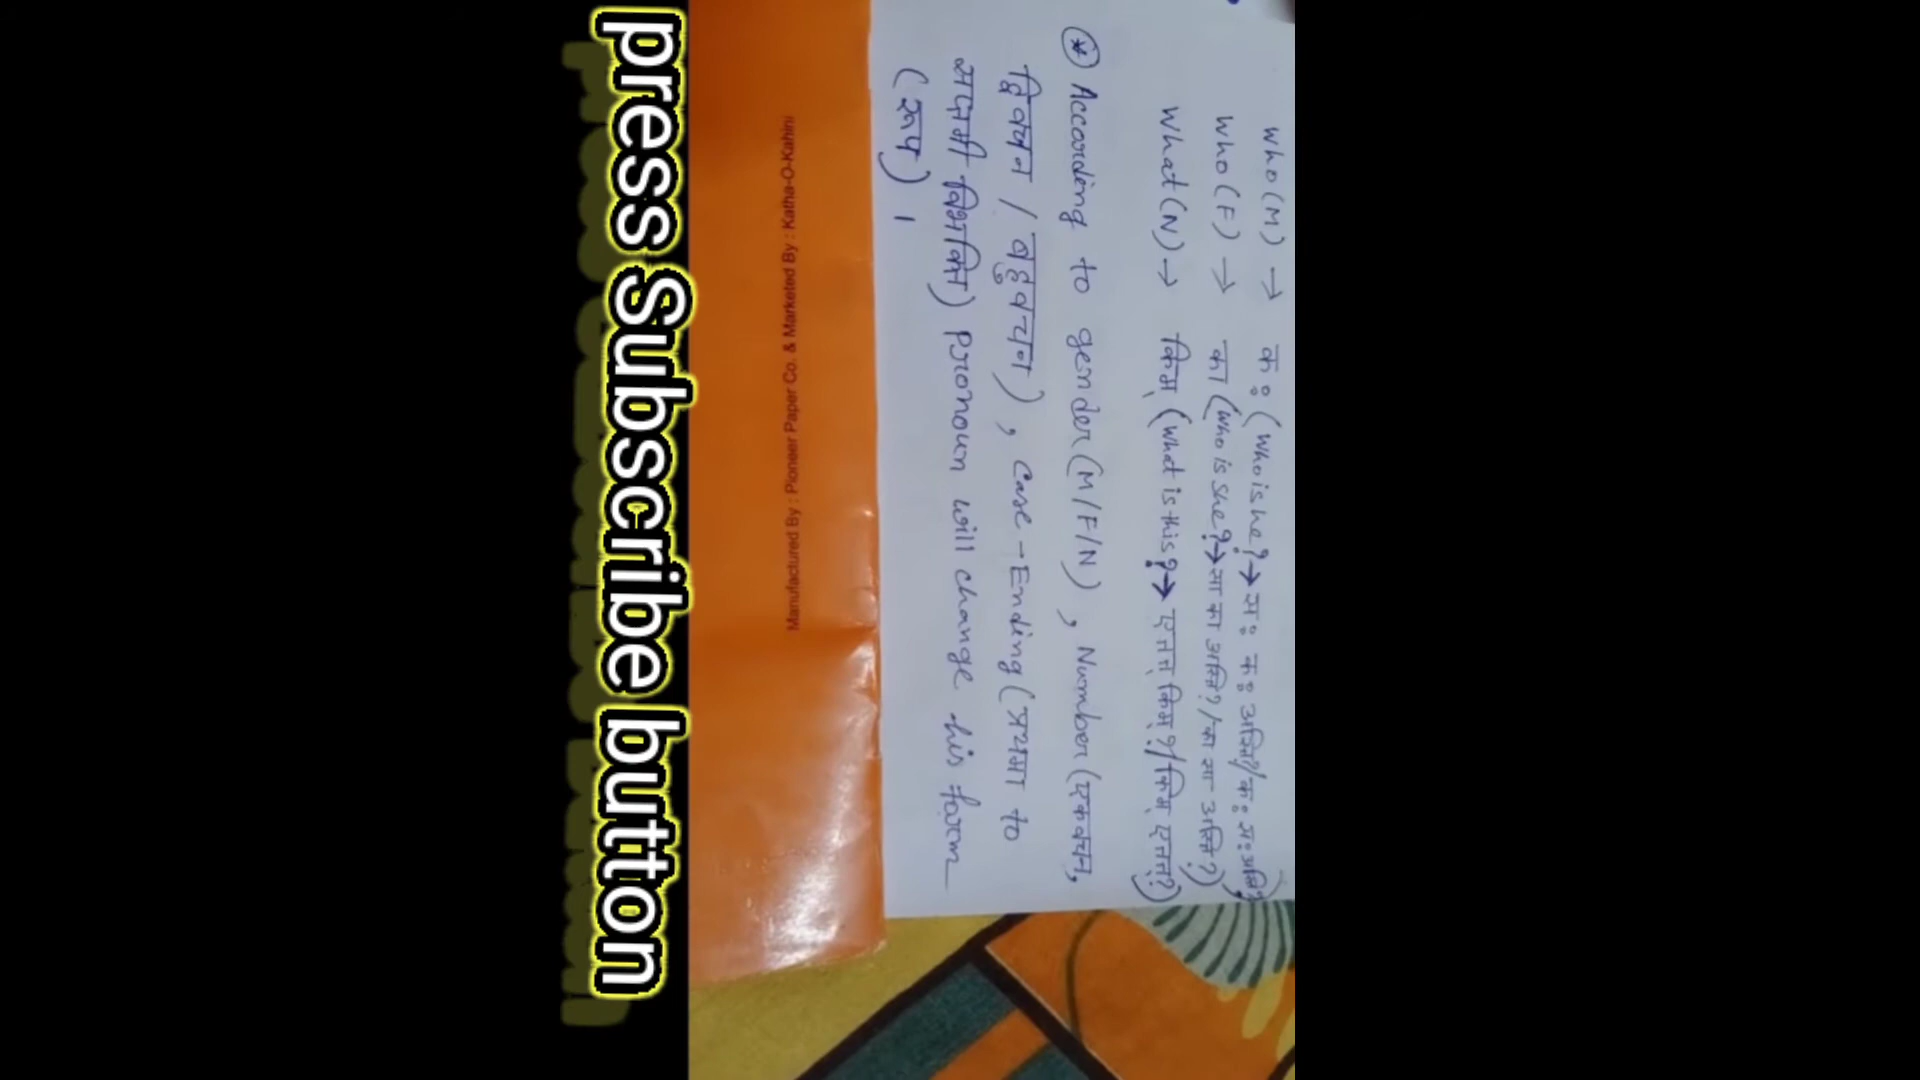 Who (M) → कः (Who is he? → सः कः अस्ति? / कः सः अस्ति?)
Who (F) → का (Who is she? → सा का अस्ति? / का सा अस्ति?)
What (N) → किम् (What is this? → एतत् किम्? / किम् एतत्?)
* According to gender (M/F/N), Number (एकवचन,
द्विवचन / बहुवचन), Case-Ending (प्रथमा to
सप्तमी विभक्ति) Pronoun will change his form
(रूप) ।
Manufactured By : Pioneer Paper Co. & Marketed By : Katha-O-Kahini
press Subscribe button